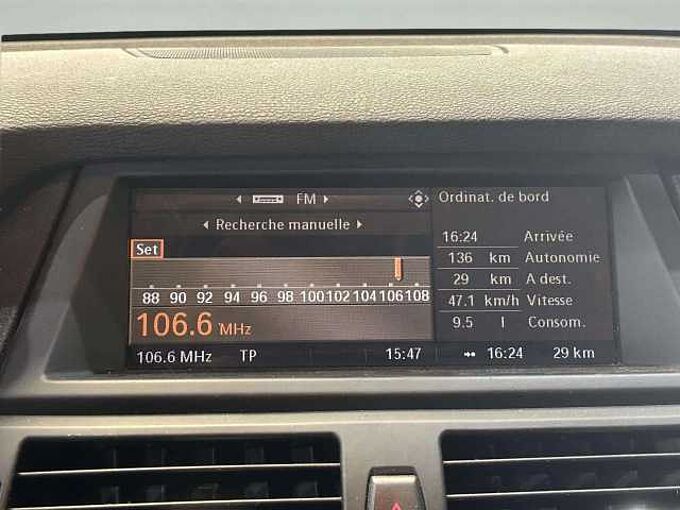 FM
Recherche manuelle
Set
88 90 92 94 96 98 100 102 104 106 108
106.6 MHz
Ordinat. de bord
16:24 Arrivée
136 km Autonomie
29 km A dest.
47.1 km/h Vitesse
9.5 l Consom.
106.6 MHz TP 15:47 16:24 29 km